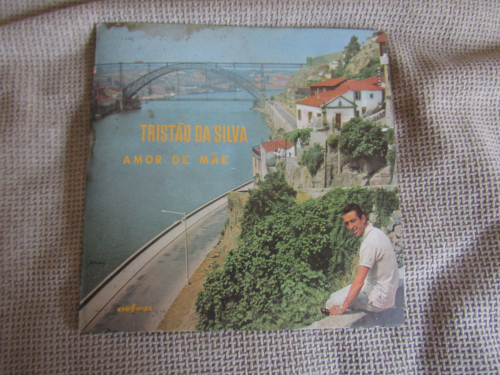 TRISTÃO DA SILVA
AMOR DE MÃE